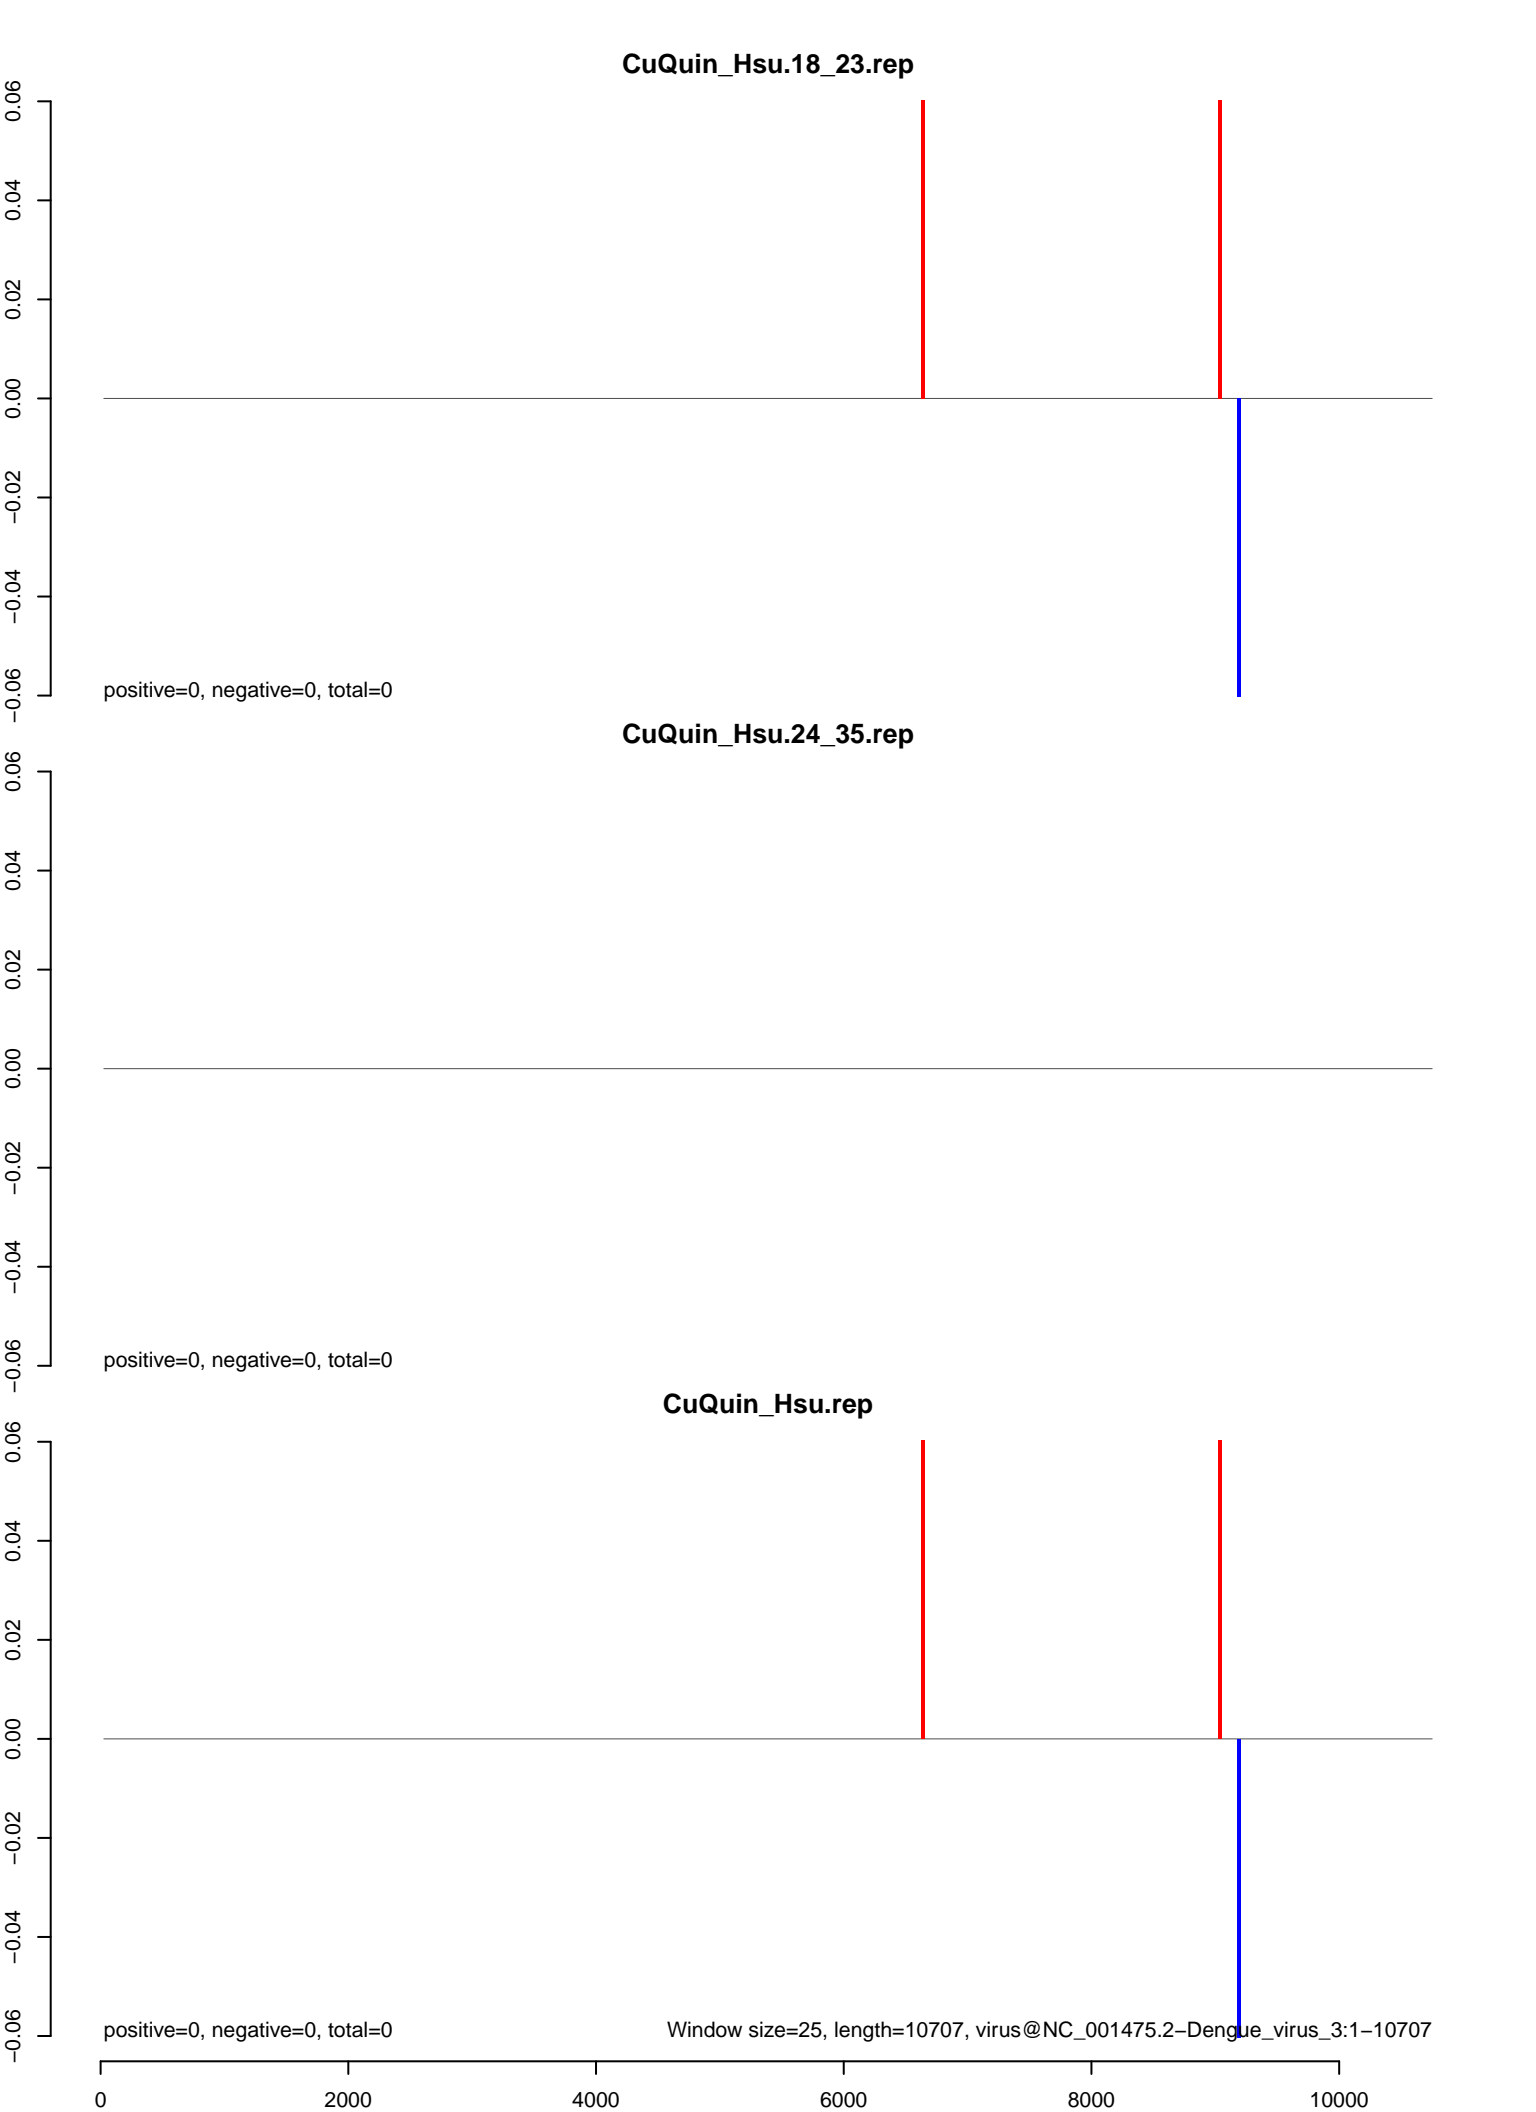 CuQuin_Hsu.18_23.rep
0.06
0.04
0.02
0.00
−0.02
−0.04
−0.06
positive=0, negative=0, total=0
CuQuin_Hsu.24_35.rep
0.06
0.04
0.02
0.00
−0.02
−0.04
−0.06
positive=0, negative=0, total=0
CuQuin_Hsu.rep
0.06
0.04
0.02
0.00
−0.02
−0.04
−0.06
positive=0, negative=0, total=0
Window size=25, length=10707, virus@NC_001475.2−Dengue_virus_3:1−10707
0 2000 4000 6000 8000 10000